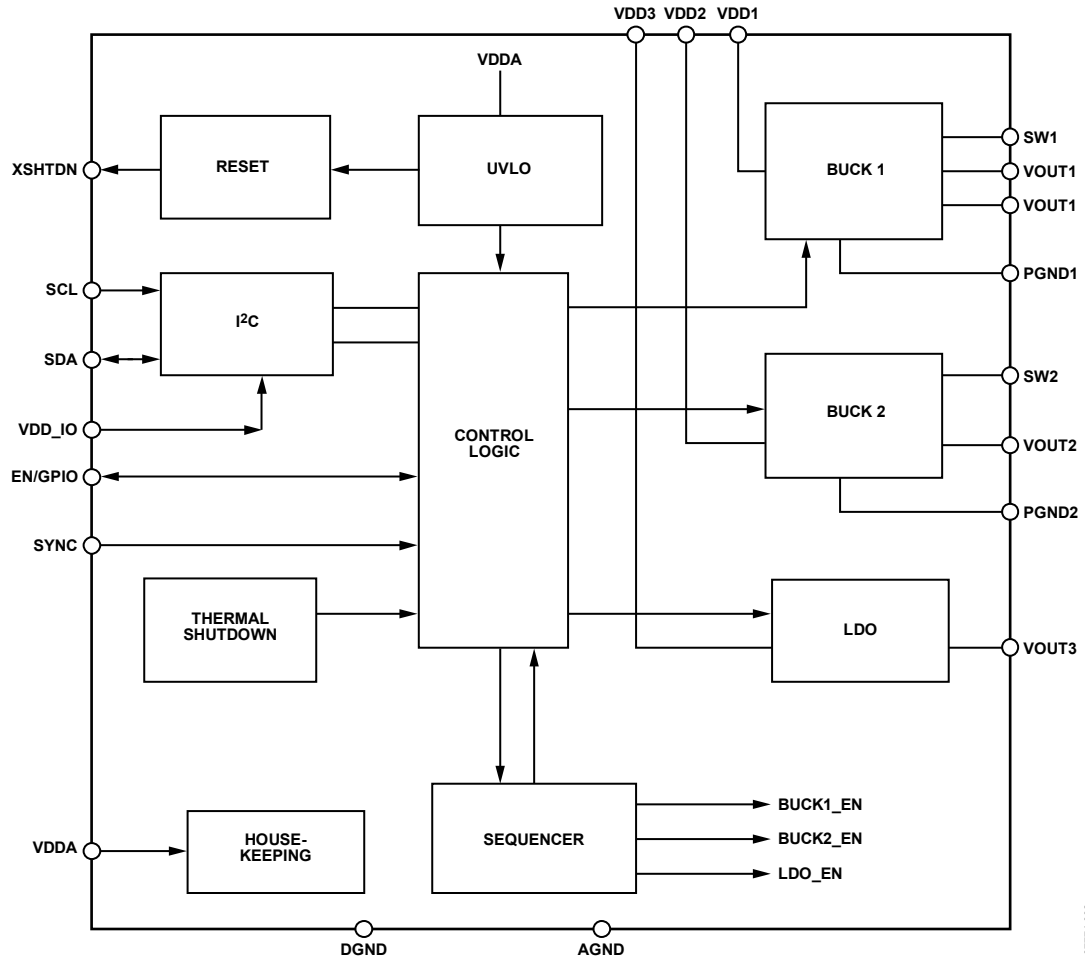 VDD3 VDD2 VDD1
VDDA
RESET
UVLO
BUCK 1
XSHTDN
SW1
VOUT1
VOUT1
PGND1
SCL
I²C
SDA
VDD_IO
EN/GPIO
SYNC
CONTROL
LOGIC
BUCK 2
SW2
VOUT2
PGND2
THERMAL
SHUTDOWN
LDO
VOUT3
SEQUENCER
BUCK1_EN
BUCK2_EN
LDO_EN
VDDA
HOUSE-
KEEPING
DGND
AGND